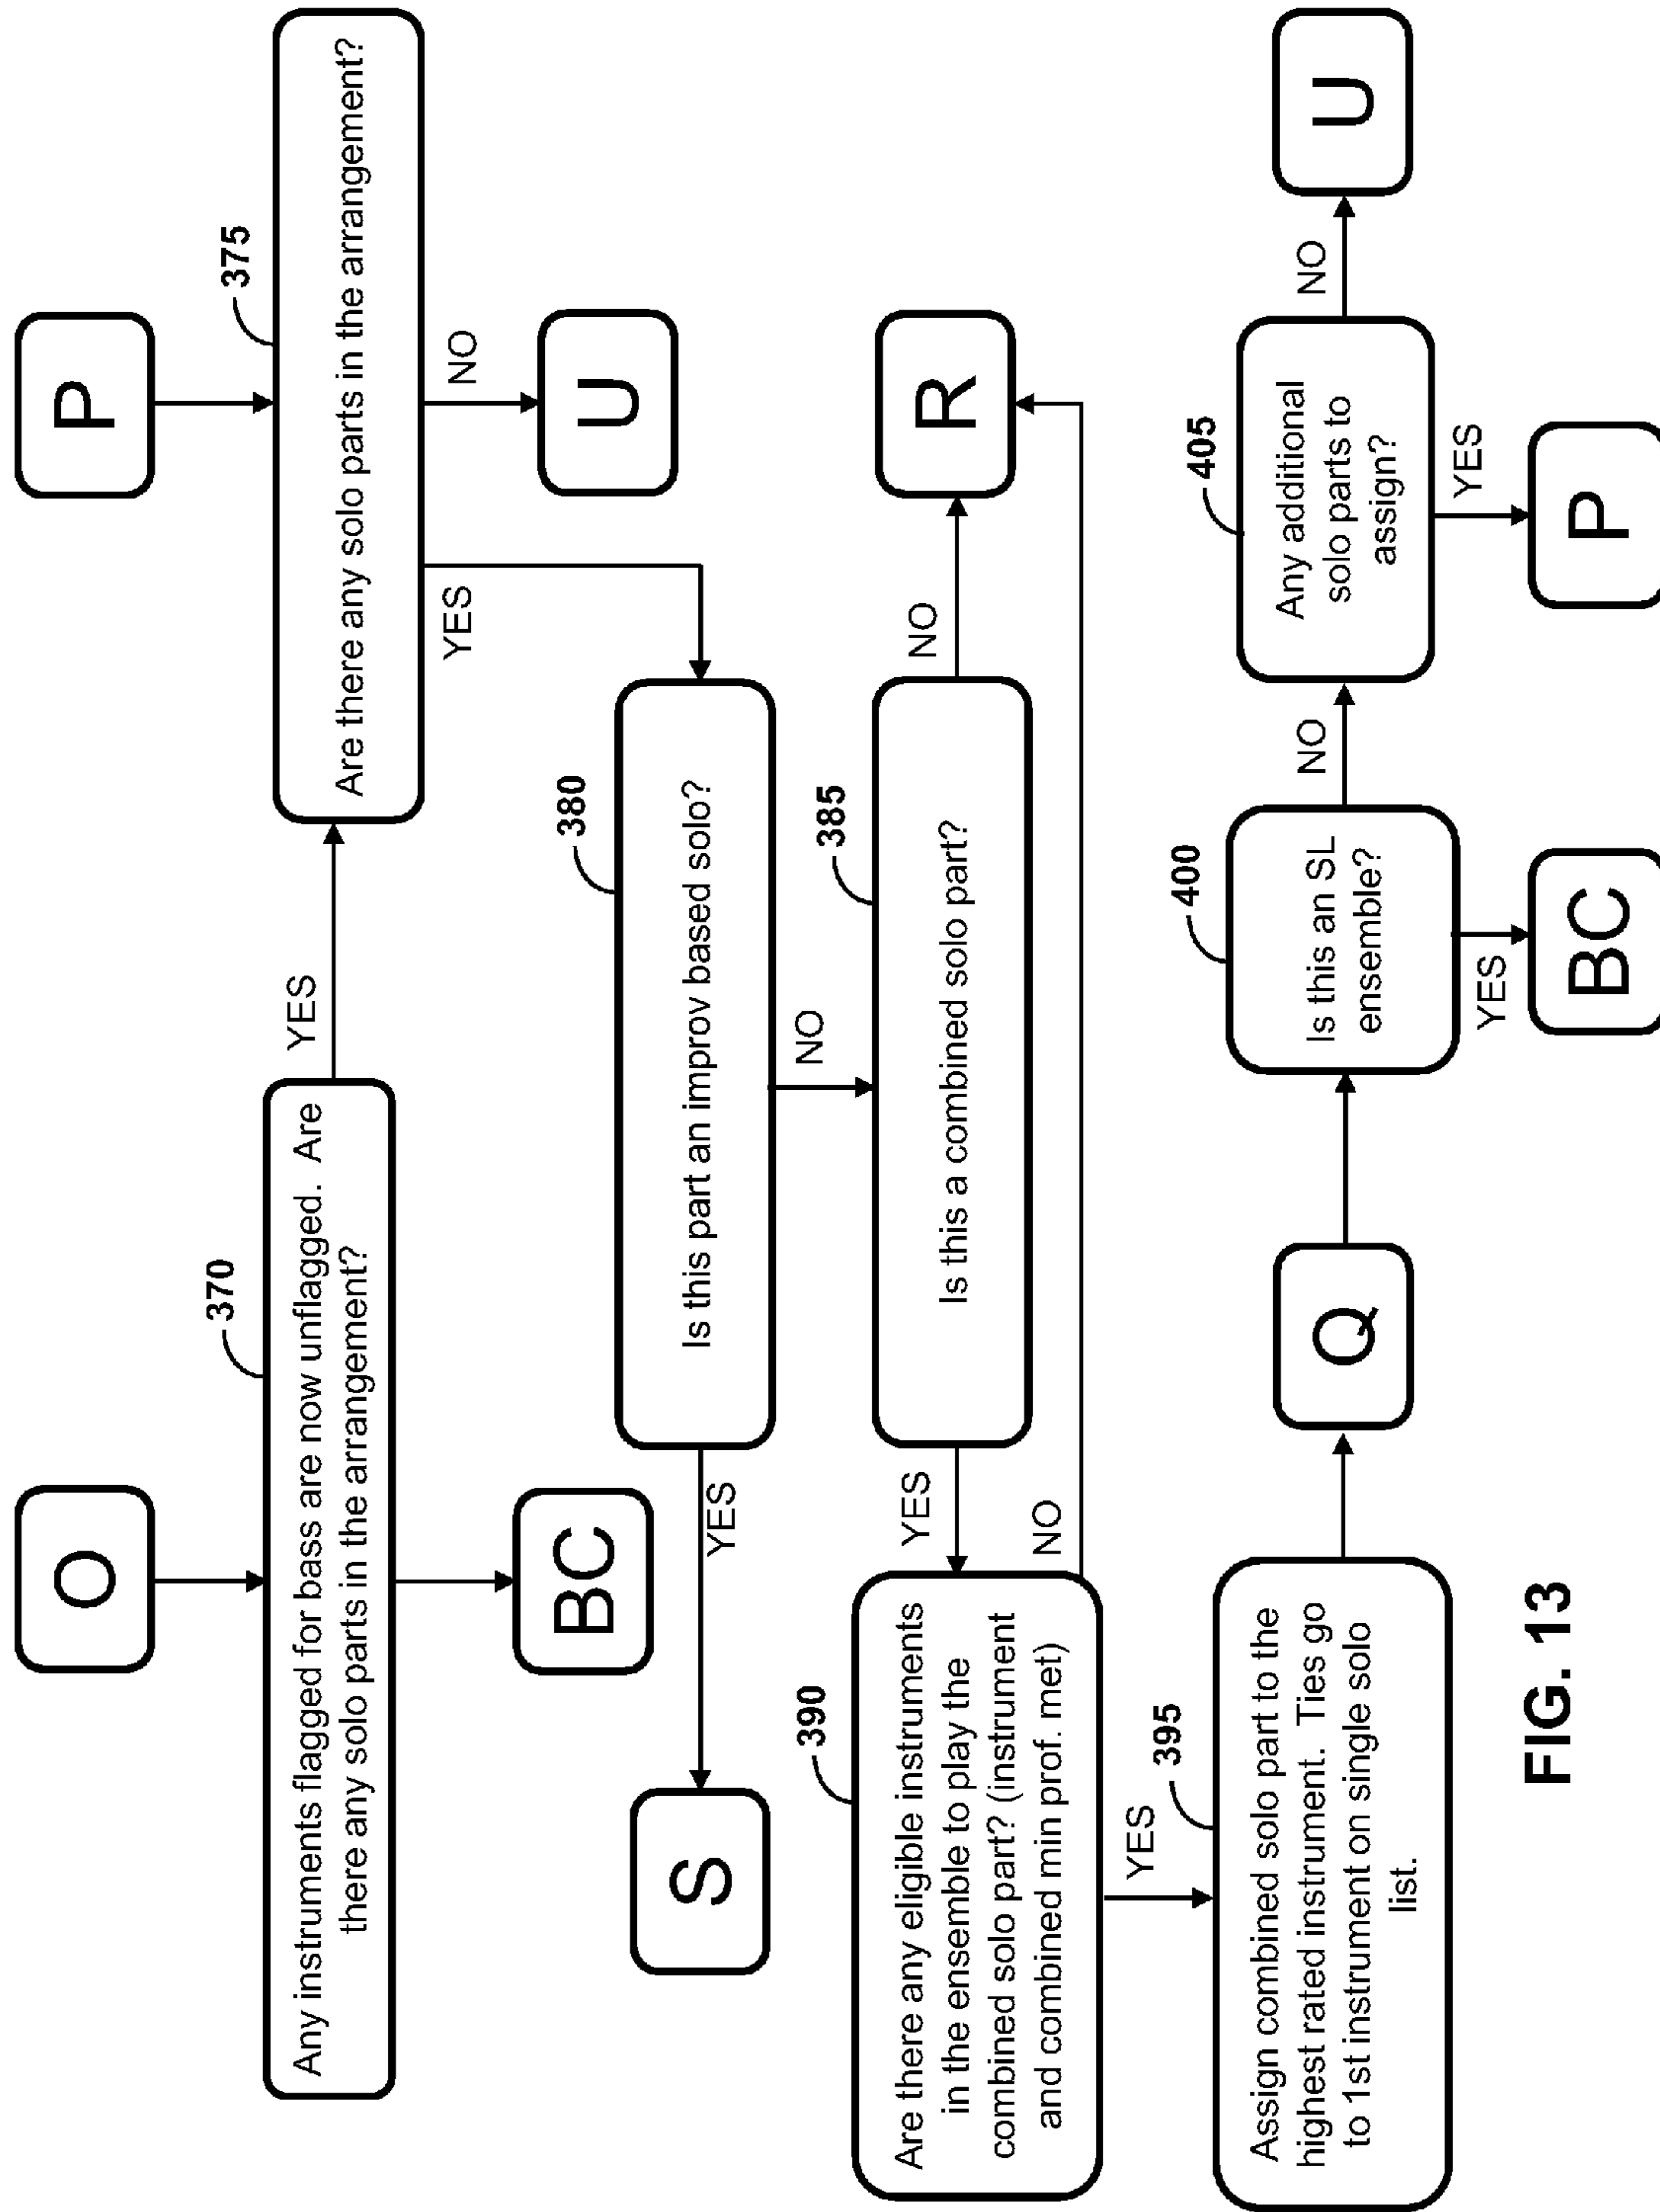 O
370
Any instruments flagged for bass are now unflagged. Are
there any solo parts in the arrangement?
YES
BC
P
375
Are there any solo parts in the arrangement?
NO
U
YES
380
Is this part an improv based solo?
YES
S
NO
385
Is this a combined solo part?
NO
R
YES
390
Are there any eligible instruments
in the ensemble to play the
combined solo part? (instrument
and combined min prof. met)
NO
YES
395
Assign combined solo part to the
highest rated instrument. Ties go
to 1st instrument on single solo
list.
Q
400
Is this an SL
ensemble?
YES
BC
NO
405
Any additional
solo parts to
assign?
NO
U
YES
P
FIG. 13